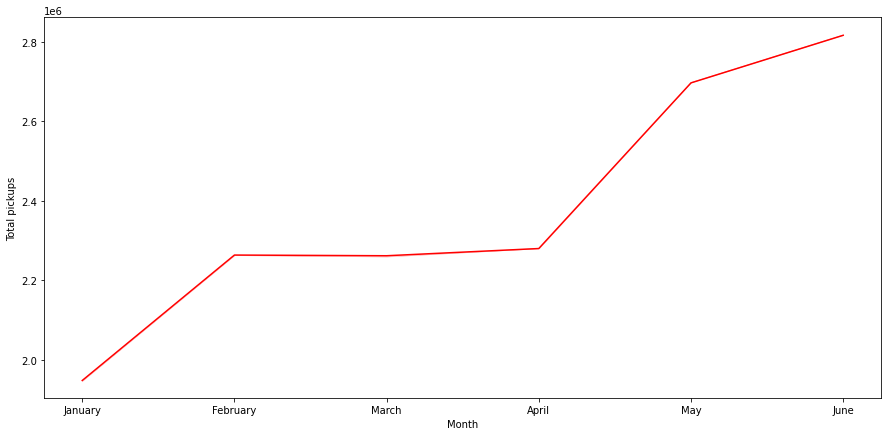 1e6
2.8
2.6
2.4
2.2
2.0
Total pickups
January February March April May June
Month